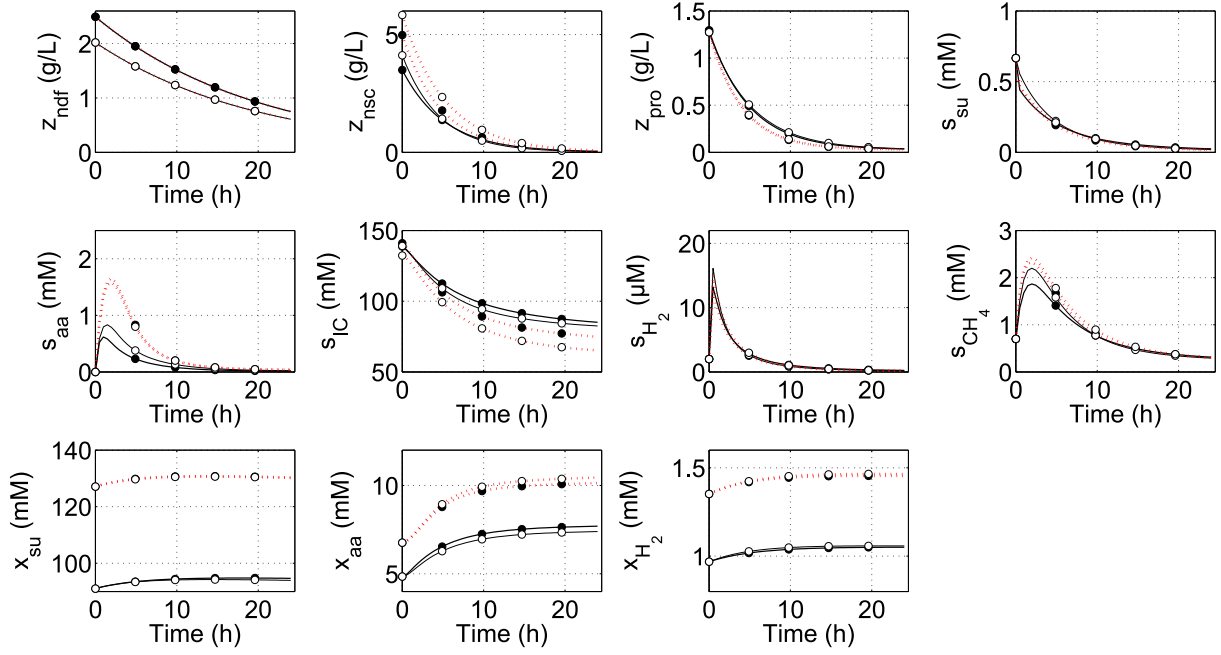 z_ndf (g/L)
2
1
0
0 10 20
Time (h)
z_nsc (g/L)
5
0
0 10 20
Time (h)
z_pro (g/L)
1.5
1
0.5
0
0 10 20
Time (h)
s_su (mM)
1
0.5
0
0 10 20
Time (h)
s_aa (mM)
2
1
0
0 10 20
Time (h)
s_IC (mM)
150
100
50
0 10 20
Time (h)
s_H2 (μM)
20
10
0
0 10 20
Time (h)
s_CH4 (mM)
3
2
1
0
0 10 20
Time (h)
x_su (mM)
140
120
100
0 10 20
Time (h)
x_aa (mM)
10
5
0 10 20
Time (h)
x_H2 (mM)
1.5
1
0 10 20
Time (h)